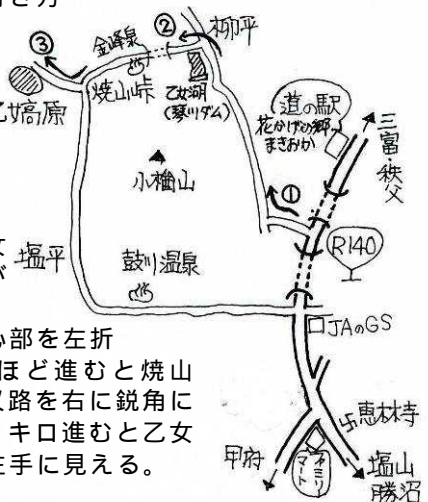 ②
柳平
金峰泉
③
焼山峠
乙女湖
(琴川ダム)
乙女高原
道の駅
花かげの郷
まきおか
三富・秩父
小楢山
①
R140
塩平
鼓川温泉
が
JAのGS
心部を左折
ほど進むと焼山
路を右に鋭角に
キロ進むと乙女
左手に見える。
恵林寺
甲府
塩山
勝沼